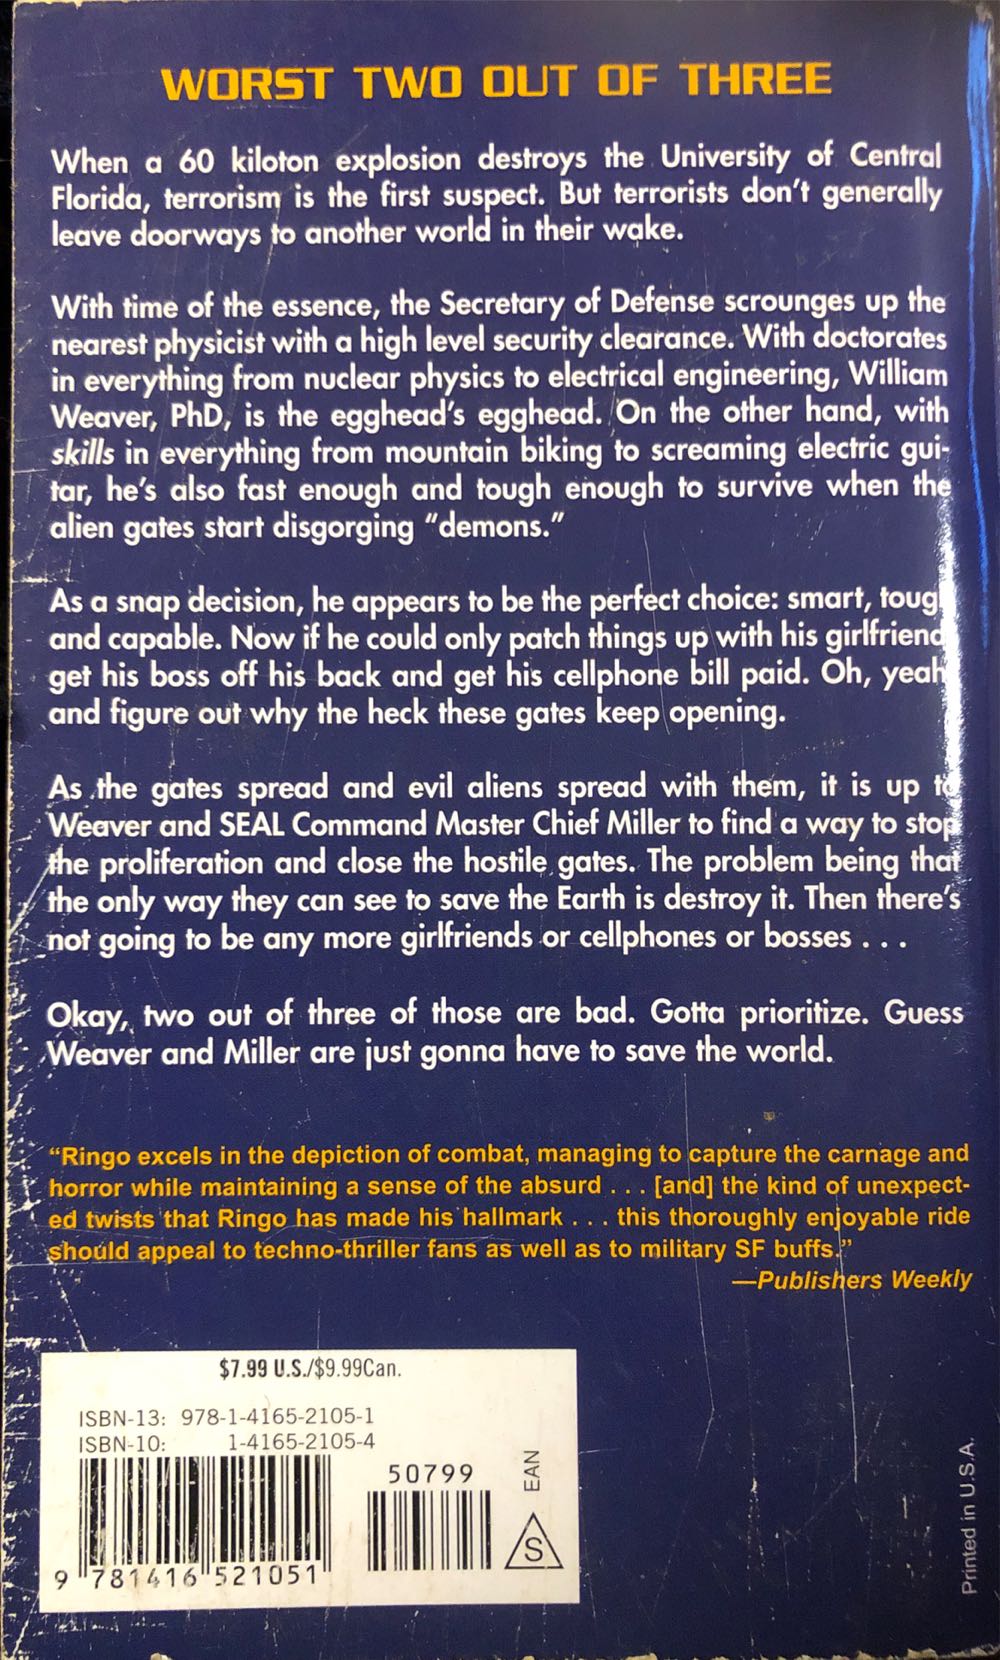 WORST TWO OUT OF THREE
When a 60 kiloton explosion destroys the University of Central
Florida, terrorism is the first suspect. But terrorists don't generally
leave doorways to another world in their wake.
With time of the essence, the Secretary of Defense scrounges up the
nearest physicist with a high level security clearance. With doctorates
in everything from nuclear physics to electrical engineering, William
Weaver, PhD, is the egghead's egghead. On the other hand, with
skills in everything from mountain biking to screaming electric gui-
tar, he's also fast enough and tough enough to survive when the
alien gates start disgorging "demons."
As a snap decision, he appears to be the perfect choice: smart, toug
and capable. Now if he could only patch things up with his girlfriend
get his boss off his back and get his cellphone bill paid. Oh, yeah
and figure out why the heck these gates keep opening.
As the gates spread and evil aliens spread with them, it is up to
Weaver and SEAL Command Master Chief Miller to find a way to stop
the proliferation and close the hostile gates. The problem being that
the only way they can see to save the Earth is destroy it. Then there's
not going to be any more girlfriends or cellphones or bosses . . .
Okay, two out of three of those are bad. Gotta prioritize. Guess
Weaver and Miller are just gonna have to save the world.
"Ringo excels in the depiction of combat, managing to capture the carnage and
horror while maintaining a sense of the absurd . . . [and] the kind of unexpect-
ed twists that Ringo has made his hallmark . . . this thoroughly enjoyable ride
should appeal to techno-thriller fans as well as to military SF buffs."
—Publishers Weekly
$7.99 U.S./$9.99Can.
ISBN-13: 978-1-4165-2105-1
ISBN-10: 1-4165-2105-4
50799
EAN
S
9 781416 521051
Printed in U.S.A.